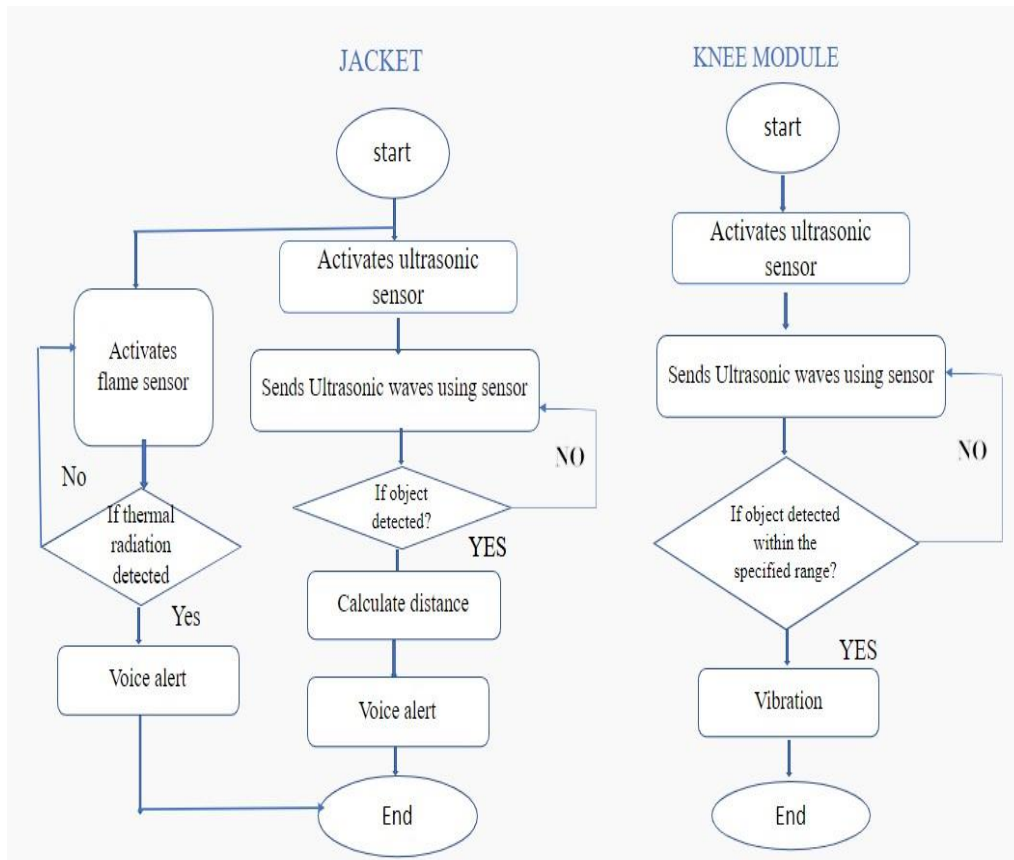 JACKET
start
Activates ultrasonic
sensor
Activates
flame sensor
Sends Ultrasonic waves using sensor
NO
No
If object
detected?
If thermal
radiation
detected
YES
Yes
Calculate distance
Voice alert
Voice alert
End
KNEE MODULE
start
Activates ultrasonic
sensor
Sends Ultrasonic waves using sensor
NO
If object detected
within the
specified range?
YES
Vibration
End